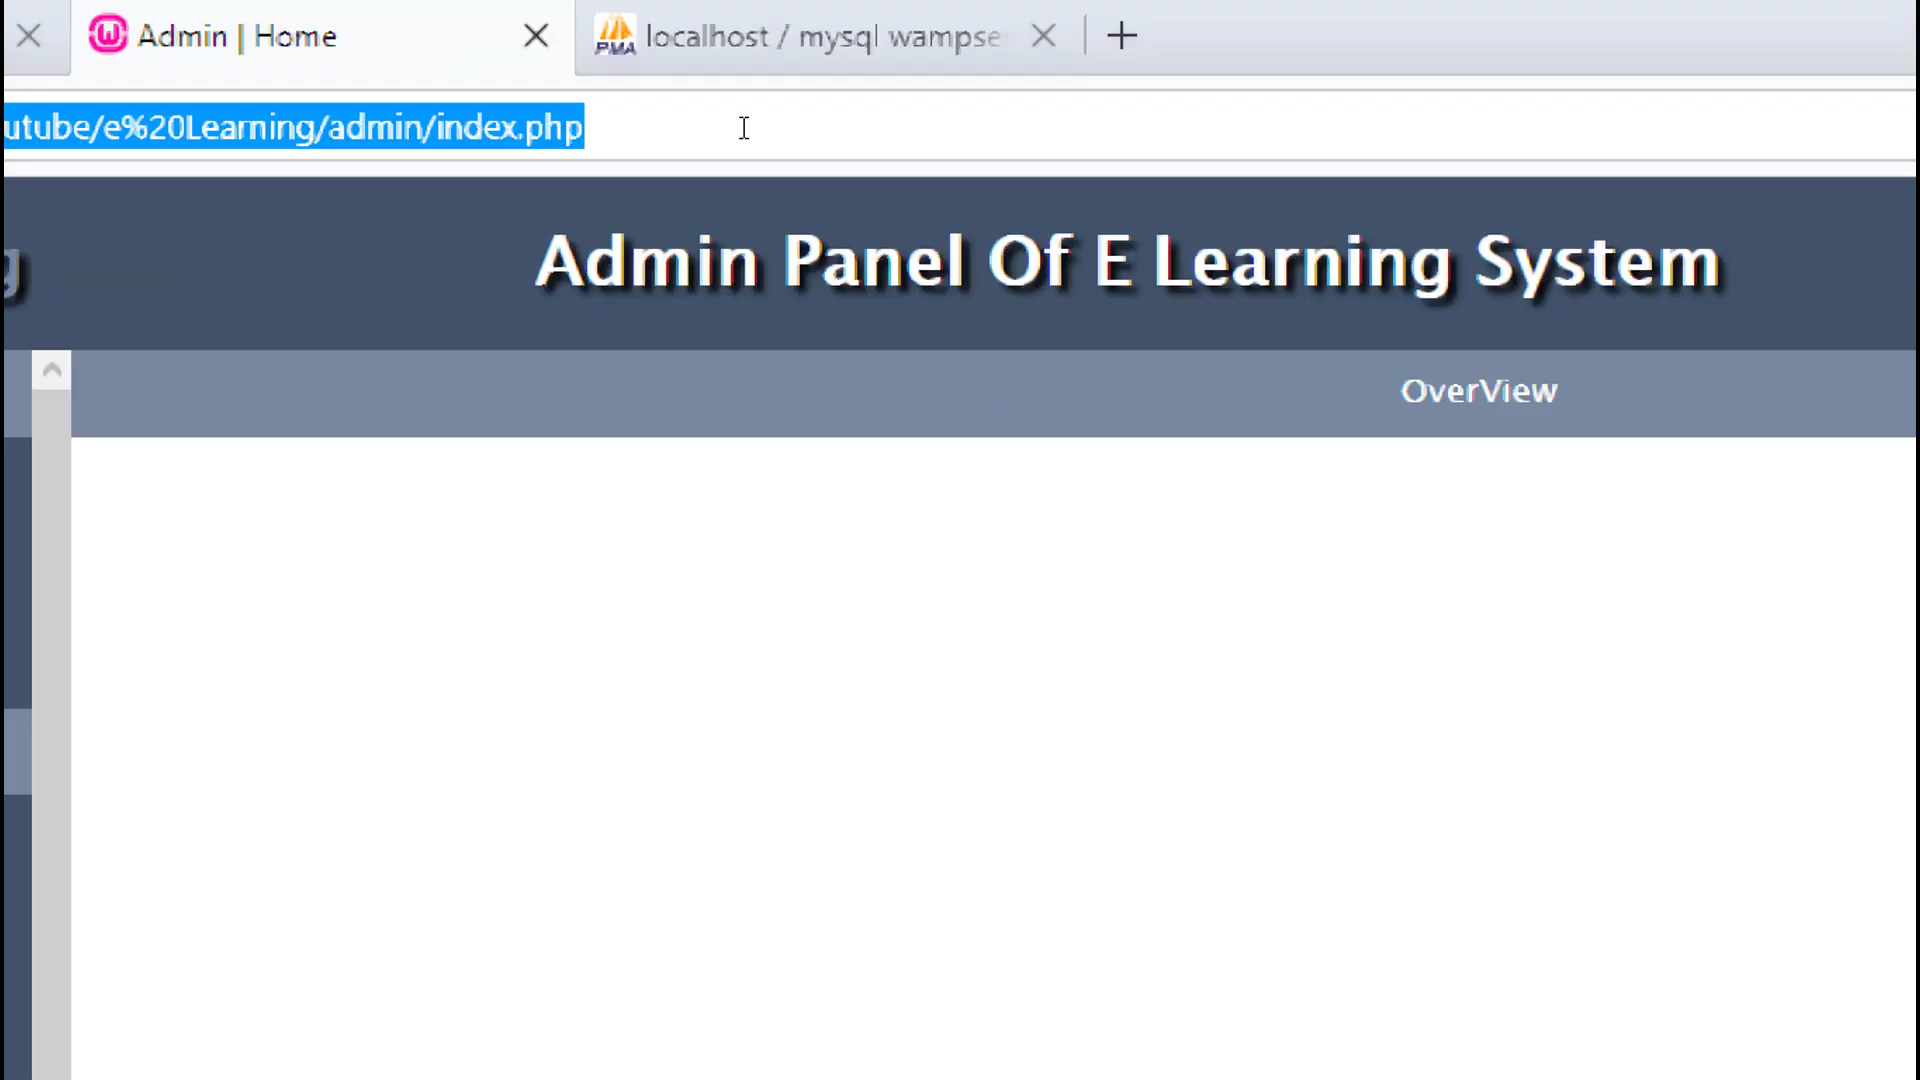 Admin | Home
localhost / mysql wampse
utube/e%20Learning/admin/index.php
g
Admin Panel Of E Learning System
OverView